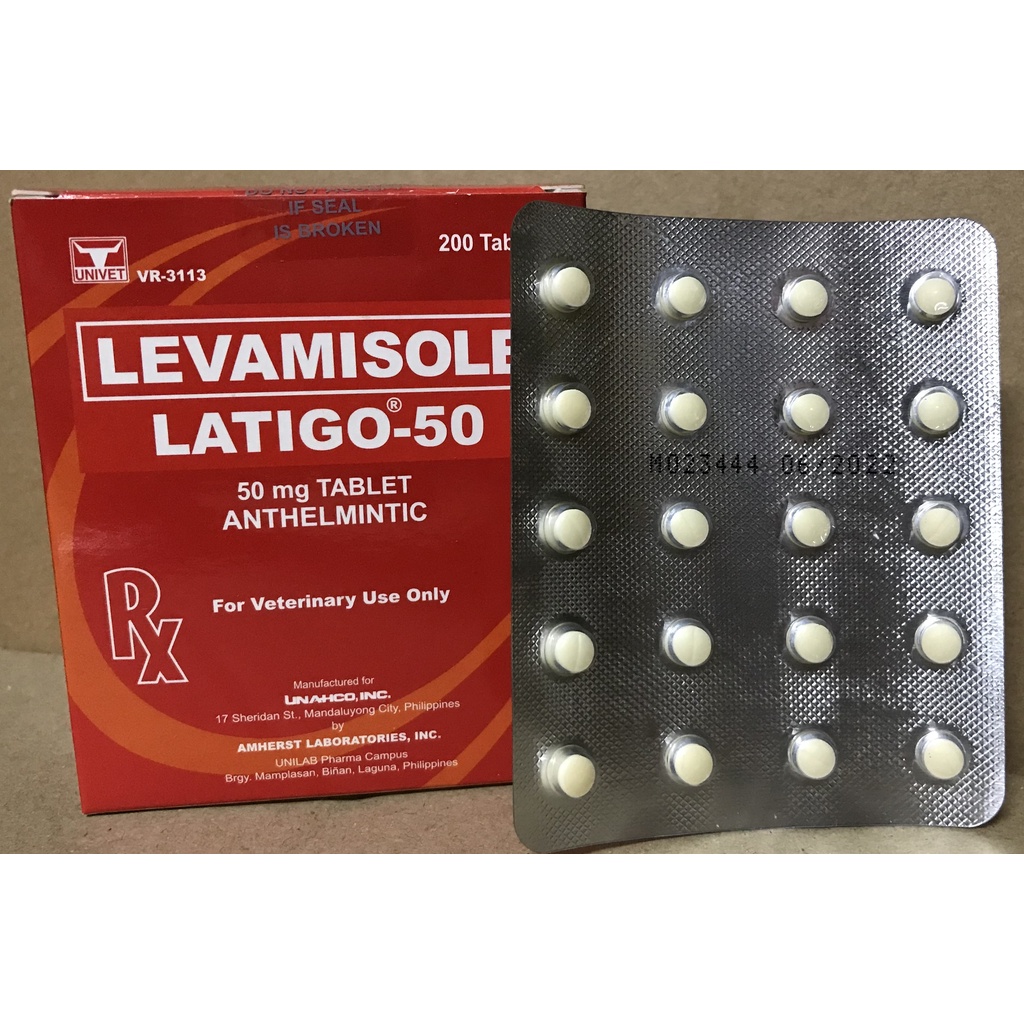 IF SEAL
IS BROKEN
200
UNIVET
VR-3113
LEVAMISOLE
LATIGO®-50
50 mg TABLET
ANTHELMINTIC
Rx
For Veterinary Use Only
Manufactured for
UNAHCO, INC.
17 Sheridan St., Mandaluyong City, Philippines
by
AMHERST LABORATORIES, INC.
UNILAB Pharma Campus
Brgy. Mamplasan, Biñan, Laguna, Philippines
M023444 06/2022